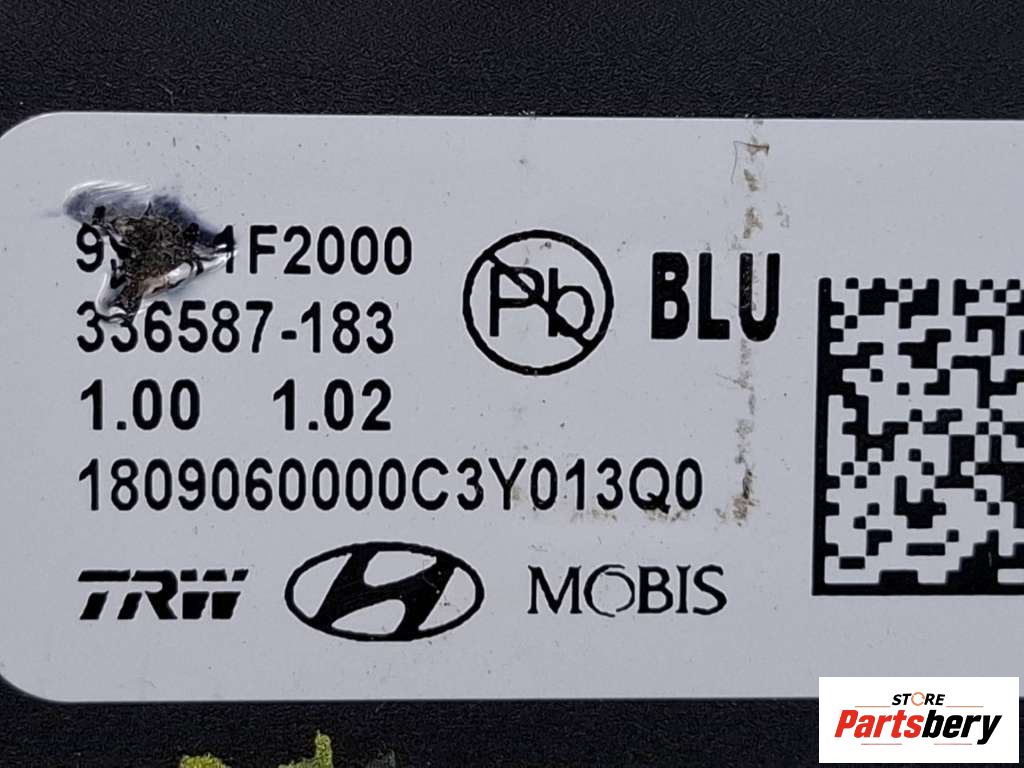 336587-183
1.00 1.02
1809060000C3Y013Q0
Pb
BLU
TRW
MOBIS
STORE
Partsbery